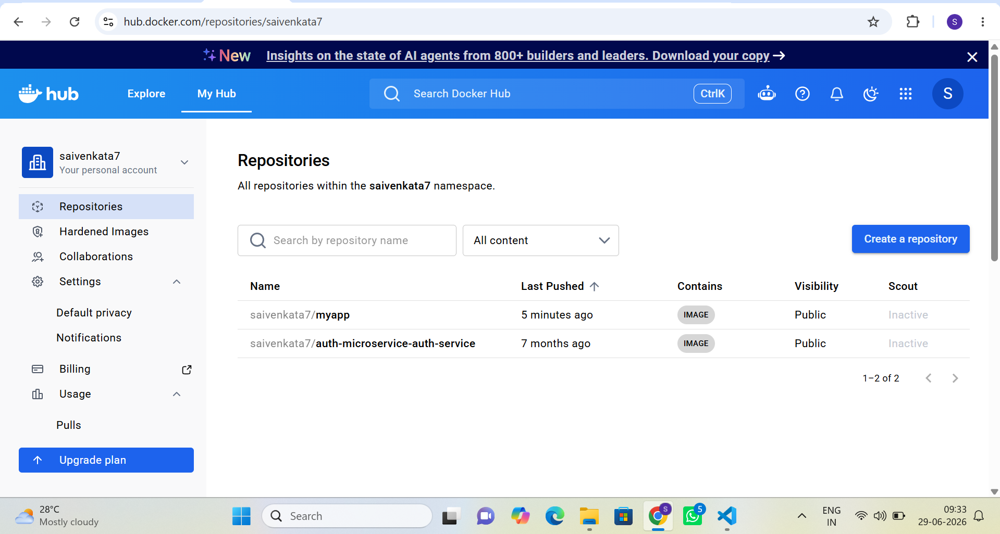 hub.docker.com/repositories/saivenkata7
S
New Insights on the state of AI agents from 800+ builders and leaders. Download your copy
hub
Explore
My Hub
Search Docker Hub
CtrlK
S
saivenkata7
Your personal account
Repositories
Hardened Images
Collaborations
Settings
Default privacy
Notifications
Billing
Usage
Pulls
Upgrade plan
Repositories
All repositories within the saivenkata7 namespace.
Search by repository name
All content
Create a repository
Name Last Pushed Contains Visibility Scout
saivenkata7/myapp 5 minutes ago IMAGE Public Inactive
saivenkata7/auth-microservice-auth-service 7 months ago IMAGE Public Inactive
1–2 of 2
28°C
Mostly cloudy
Search
S
5
ENG
IN
09:33
29-06-2026